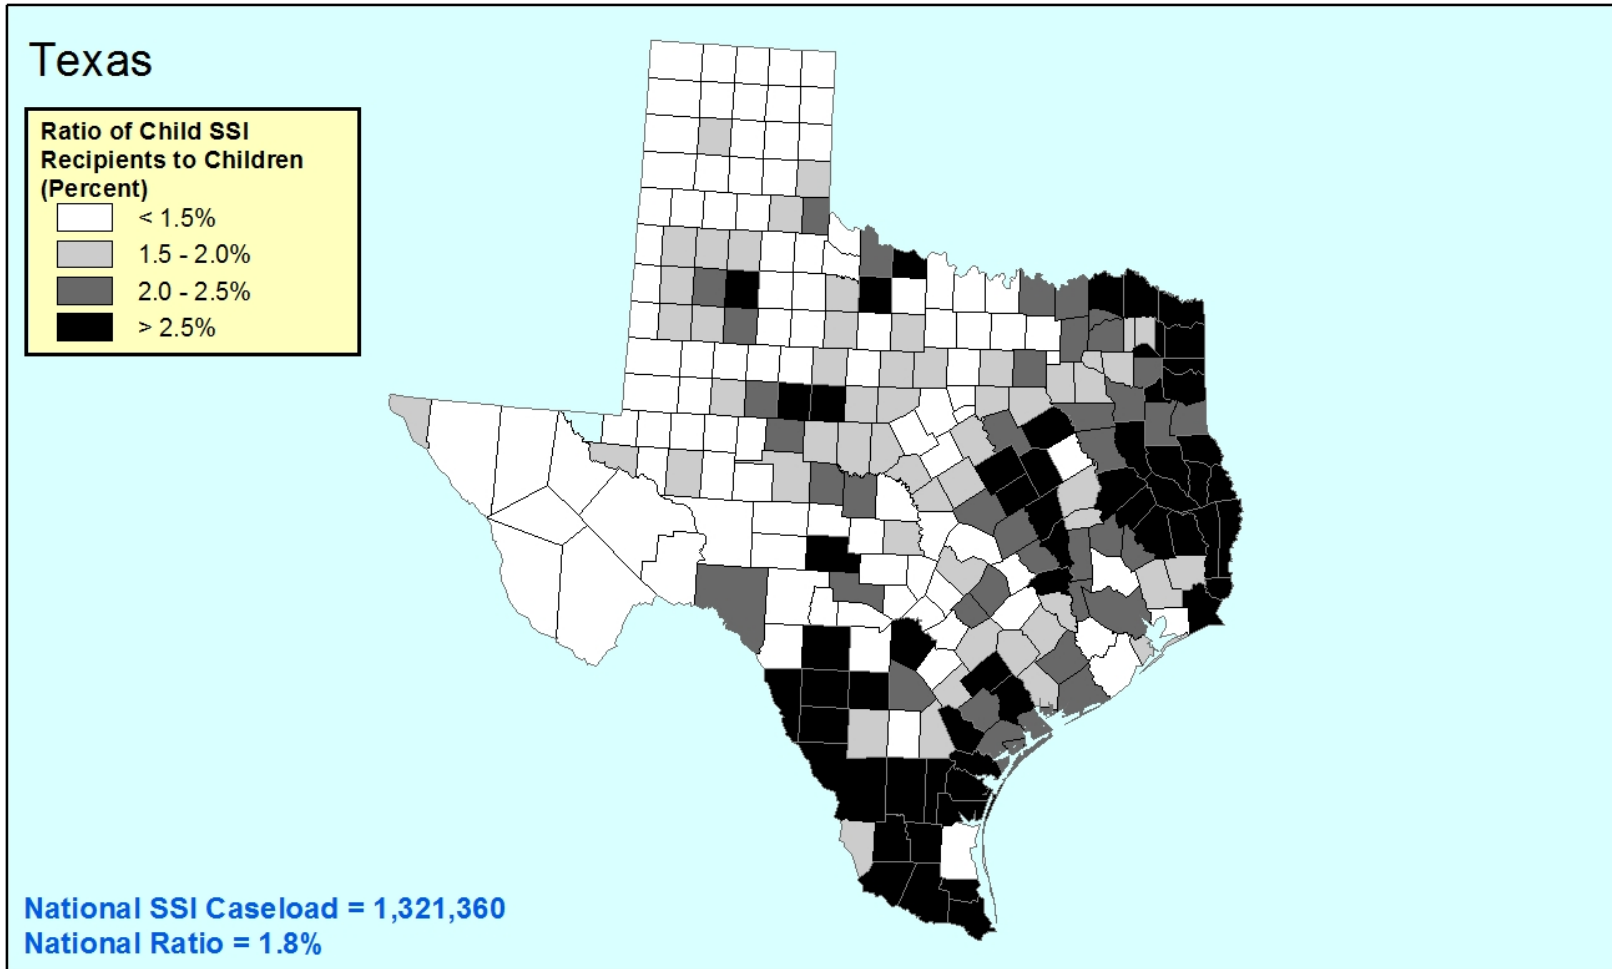 Texas
Ratio of Child SSI
Recipients to Children
(Percent)
< 1.5%
1.5 - 2.0%
2.0 - 2.5%
> 2.5%
National SSI Caseload = 1,321,360
National Ratio = 1.8%